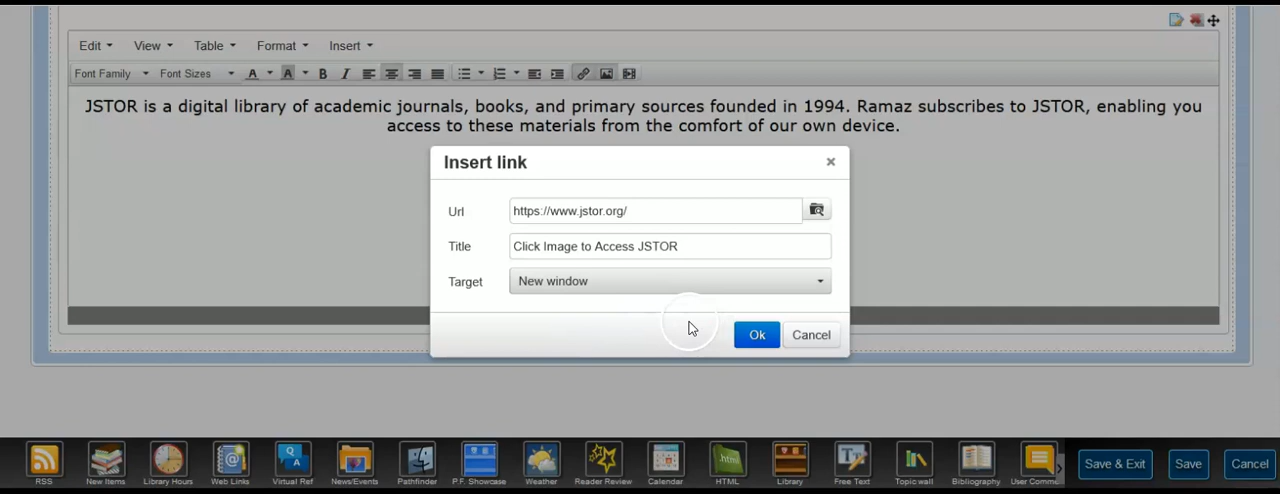 Edit View Table Format Insert
Font Family Font Sizes A A B I
JSTOR is a digital library of academic journals, books, and primary sources founded in 1994. Ramaz subscribes to JSTOR, enabling you
access to these materials from the comfort of our own device.
Insert link
Url https://www.jstor.org/
Title Click Image to Access JSTOR
Target New window
Ok Cancel
RSS New Items Library Hours Web Links Virtual Ref News/Events Pathfinder P.F. Showcase Weather Reader Review Calendar HTML Library Free Text Topic wall Bibliography User Comm Save & Exit Save Cancel